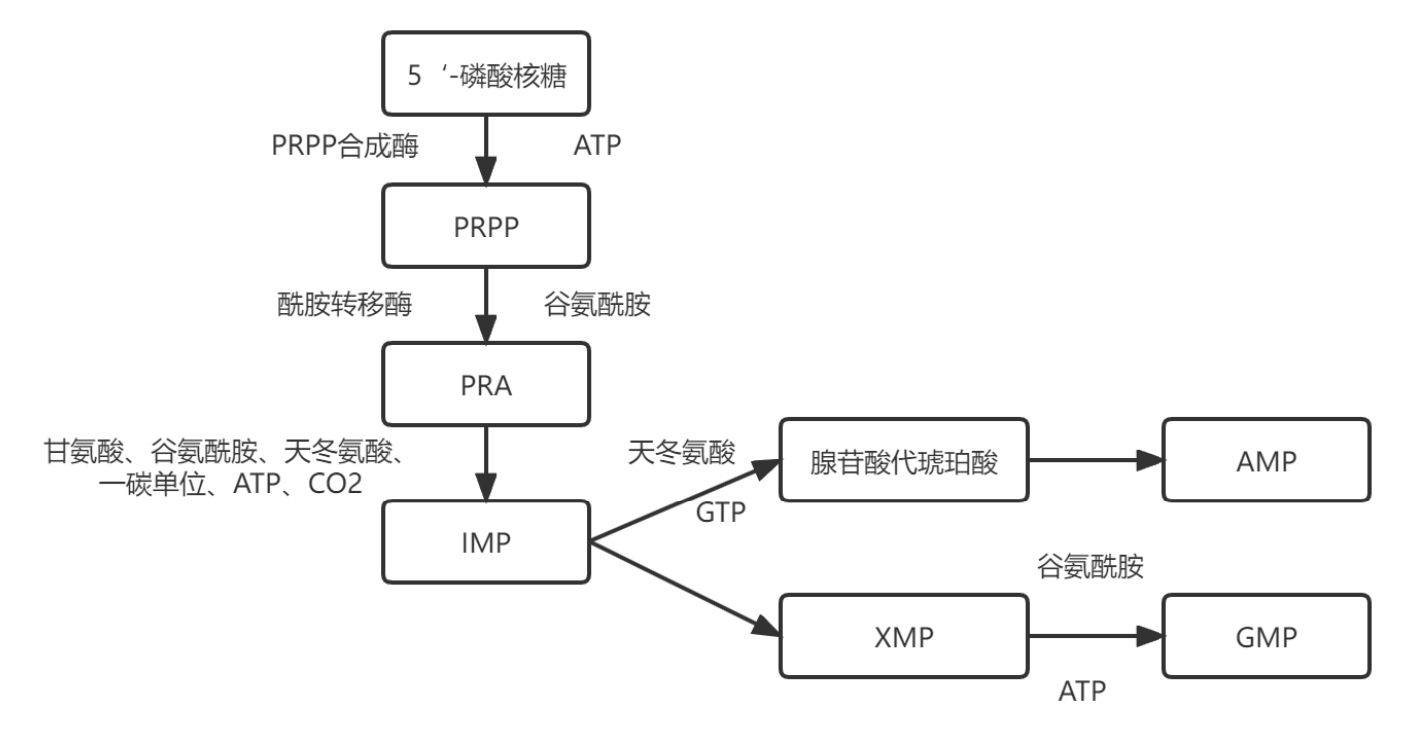 5‘-磷酸核糖
PRPP合成酶
ATP
PRPP
酰胺转移酶
谷氨酰胺
PRA
甘氨酸、谷氨酰胺、天冬氨酸、
一碳单位、ATP、CO2
IMP
天冬氨酸
GTP
腺苷酸代琥珀酸
AMP
XMP
谷氨酰胺
ATP
GMP